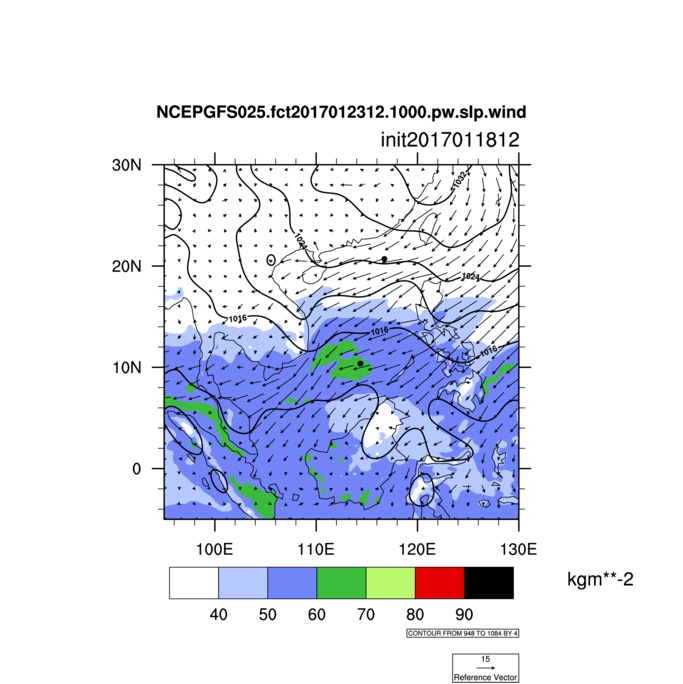 NCEPGFS025.fct2017012312.1000.pw.slp.wind
init2017011812
30N
1032
1024
20N
1024
1016
1016
1016
10N
0
100E 110E 120E 130E
kgm**-2
40 50 60 70 80 90
CONTOUR FROM 948 TO 1084 BY 4
15
Reference Vector